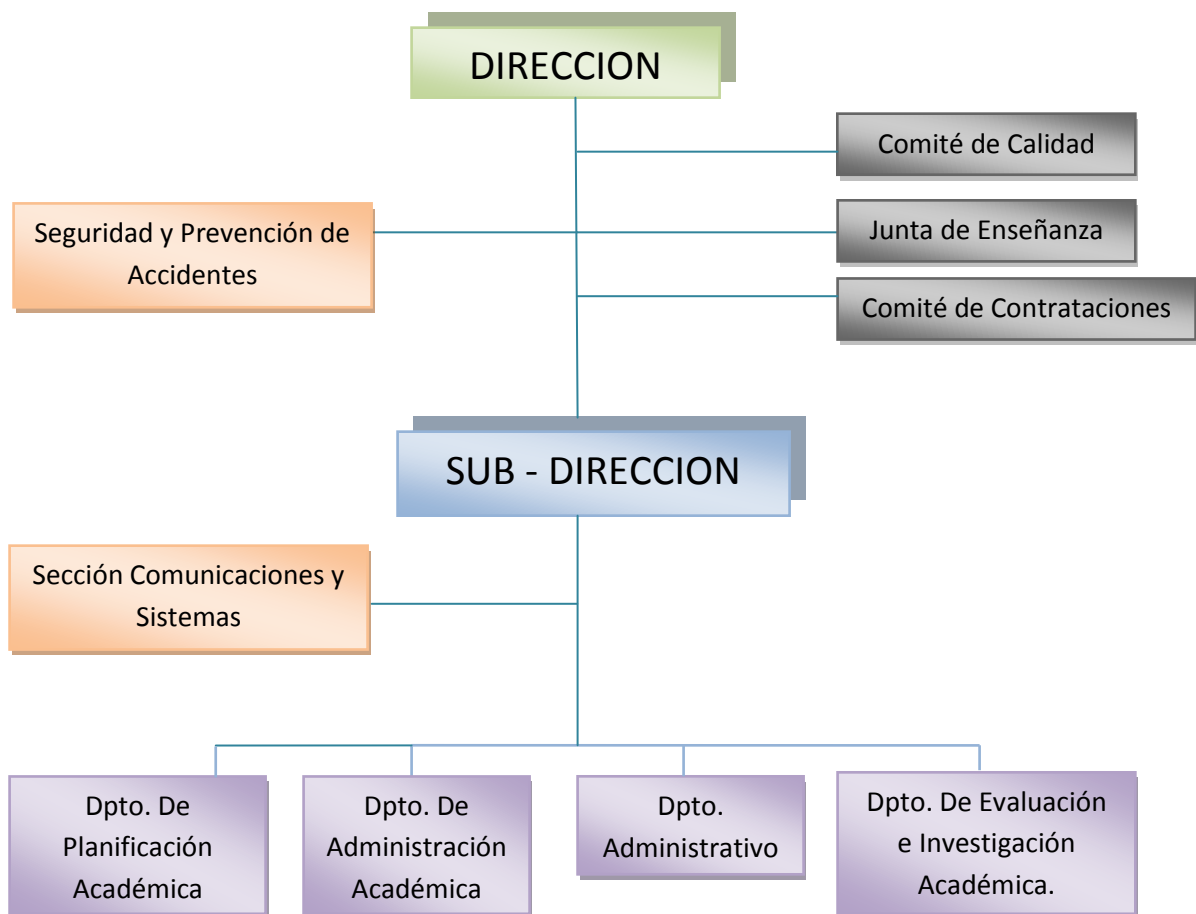 DIRECCION
Comité de Calidad
Seguridad y Prevención de
Accidentes
Junta de Enseñanza
Comité de Contrataciones
SUB - DIRECCION
Sección Comunicaciones y
Sistemas
Dpto. De
Planificación
Académica
Dpto. De
Administración
Académica
Dpto.
Administrativo
Dpto. De Evaluación
e Investigación
Académica.